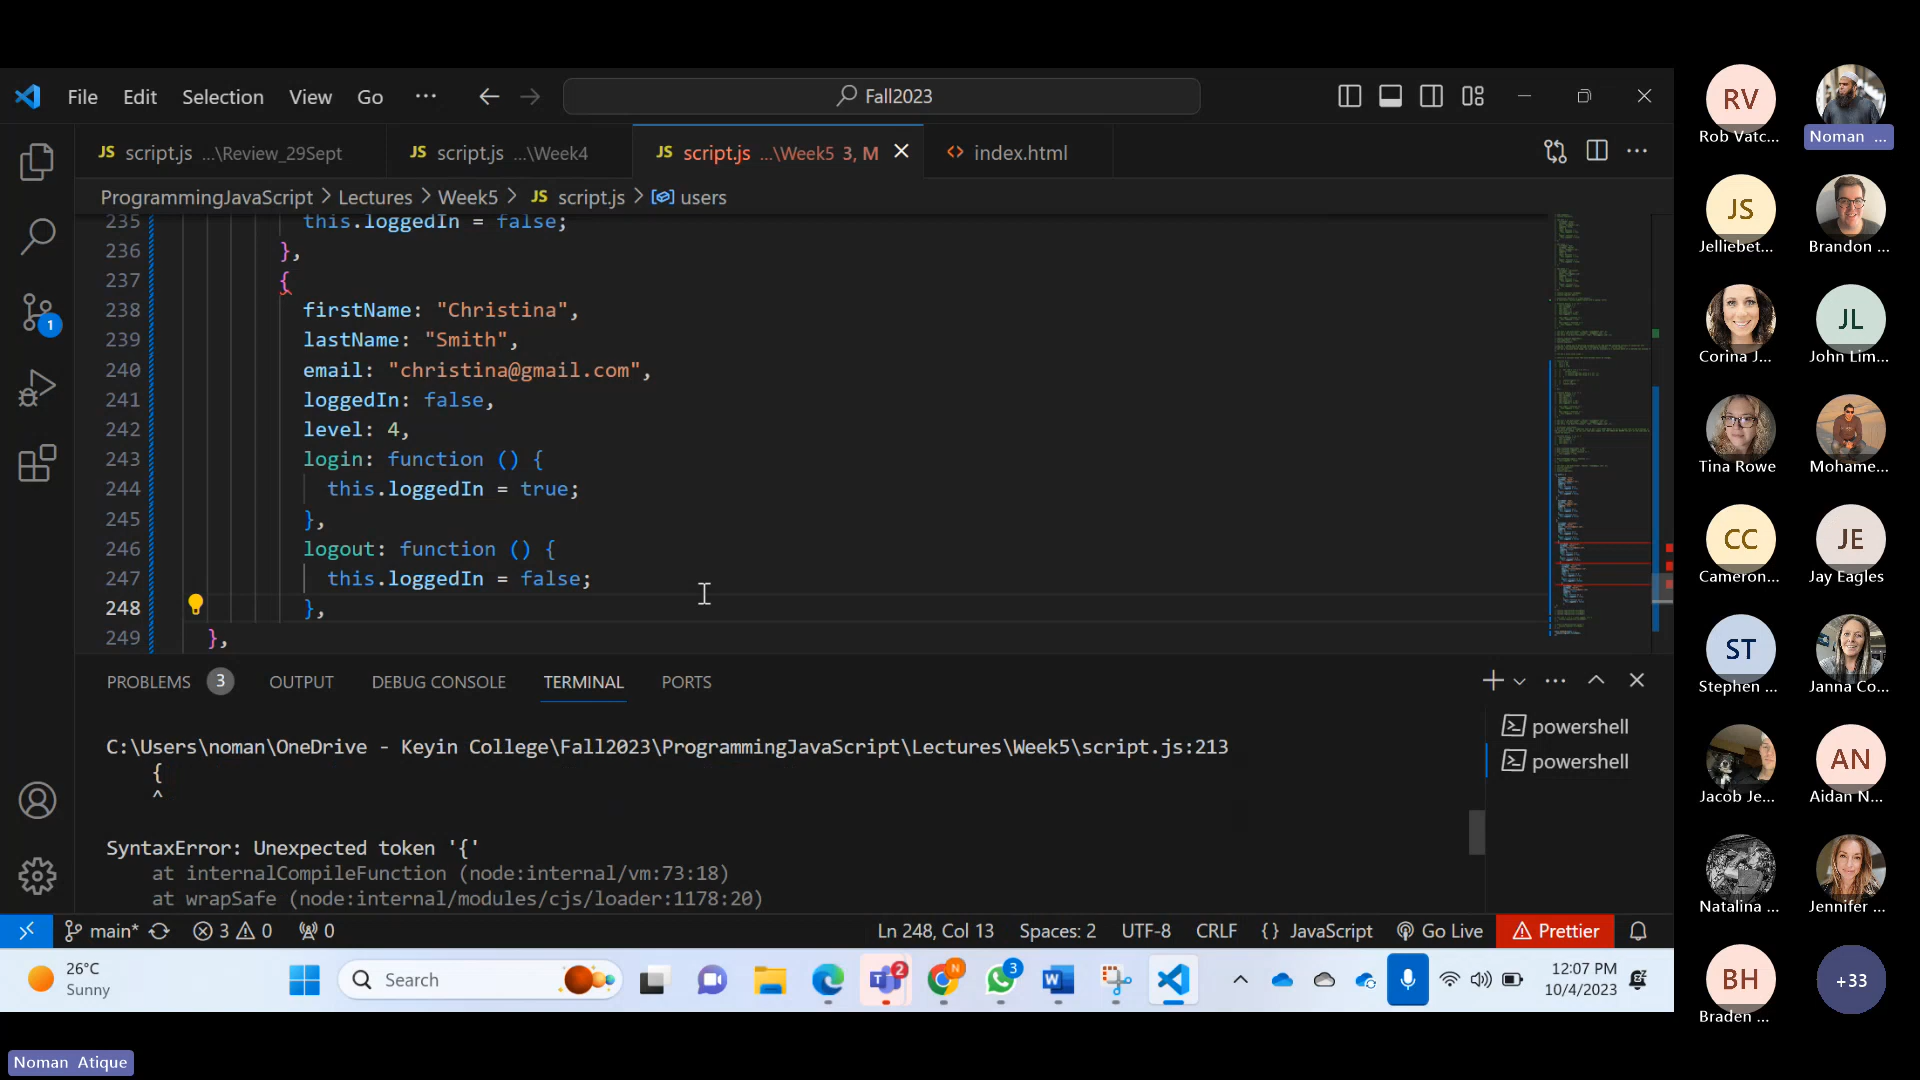 File Edit Selection View Go ··· Fall2023
JS script.js ...\Review_29Sept JS script.js ...\Week4 JS script.js ...\Week5 3, M <> index.html
ProgrammingJavaScript > Lectures > Week5 > JS script.js > users
235 this.loggedIn = false;
236 },
237 {
238 firstName: "Christina",
239 lastName: "Smith",
240 email: "christina@gmail.com",
241 loggedIn: false,
242 level: 4,
243 login: function () {
244 this.loggedIn = true;
245 },
246 logout: function () {
247 this.loggedIn = false;
248 },
249 },
PROBLEMS 3 OUTPUT DEBUG CONSOLE TERMINAL PORTS
C:\Users\noman\OneDrive - Keyin College\Fall2023\ProgrammingJavaScript\Lectures\Week5\script.js:213
{
^
SyntaxError: Unexpected token '{'
at internalCompileFunction (node:internal/vm:73:18)
at wrapSafe (node:internal/modules/cjs/loader:1178:20)
powershell
powershell
1
main* 3 0 0 Ln 248, Col 13 Spaces: 2 UTF-8 CRLF {} JavaScript Go Live Prettier
26°C
Sunny
Search
2
N
3
12:07 PM
10/4/2023
RV
Rob Vatc...
Noman ...
JS
Jelliebet...
Brandon ...
Corina J...
JL
John Lim...
Tina Rowe
Mohame...
CC
Cameron...
JE
Jay Eagles
ST
Stephen ...
Janna Co...
Jacob Je...
AN
Aidan N...
Natalina ...
Jennifer ...
BH
Braden ...
+33
Noman Atique